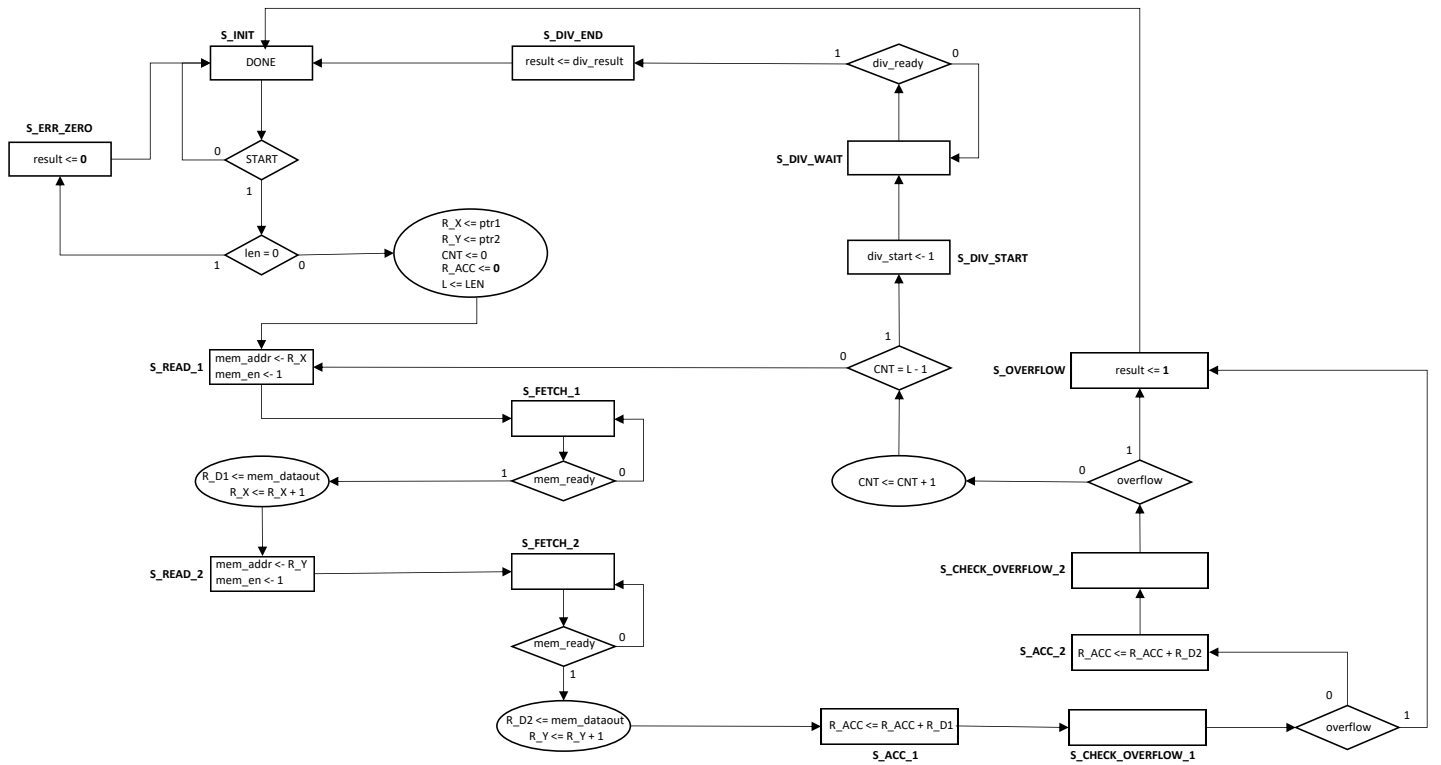 S_INIT
DONE
S_DIV_END
result <= div_result
1
div_ready
0
S_ERR_ZERO
result <= 0
0
START
1
S_DIV_WAIT
len = 0
1
0
R_X <= ptr1
R_Y <= ptr2
CNT <= 0
R_ACC <= 0
L <= LEN
div_start <- 1
S_DIV_START
1
S_READ_1
mem_addr <- R_X
mem_en <- 1
0
CNT = L - 1
S_OVERFLOW
result <= 1
S_FETCH_1
1
mem_ready
0
R_D1 <= mem_dataout
R_X <= R_X + 1
CNT <= CNT + 1
0
1
overflow
S_READ_2
mem_addr <- R_Y
mem_en <- 1
S_FETCH_2
mem_ready
0
1
S_CHECK_OVERFLOW_2
S_ACC_2
R_ACC <= R_ACC + R_D2
R_D2 <= mem_dataout
R_Y <= R_Y + 1
R_ACC <= R_ACC + R_D1
S_ACC_1
S_CHECK_OVERFLOW_1
0
overflow
1